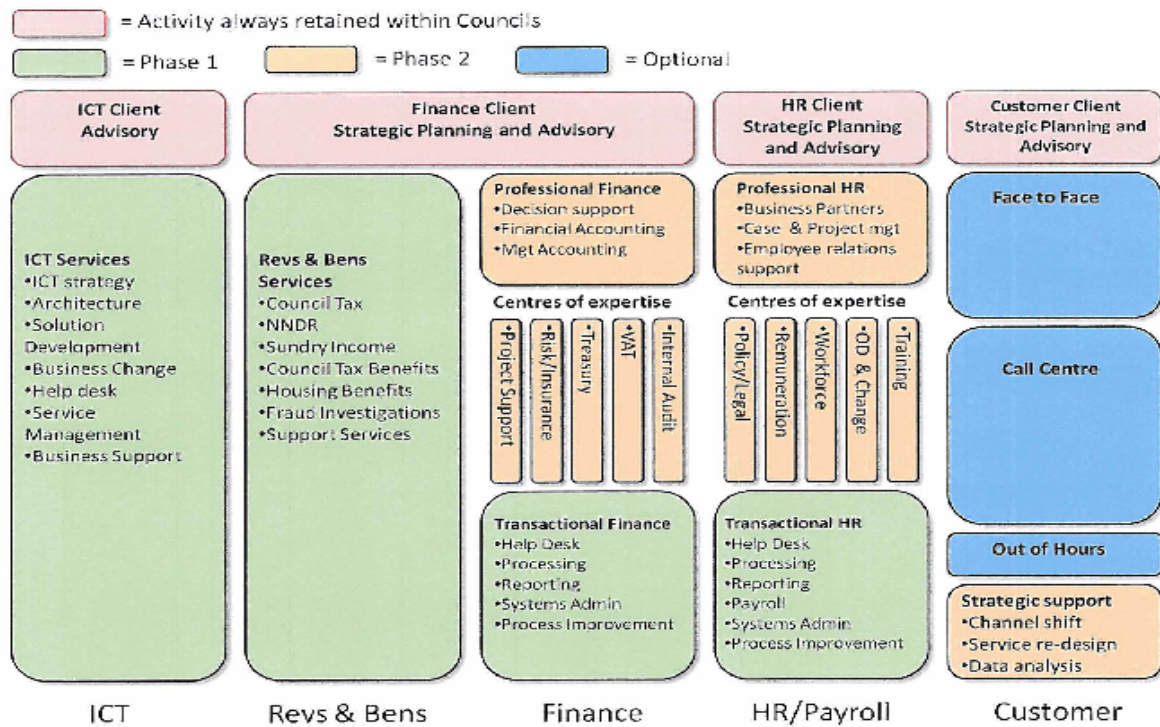 = Activity always retained within Councils
= Phase 1
= Phase 2
= Optional
ICT Client
Advisory
Finance Client
Strategic Planning and Advisory
HR Client
Strategic Planning
and Advisory
Customer Client
Strategic Planning and
Advisory
ICT Services
•ICT strategy
•Architecture
•Solution
Development
•Business Change
•Help desk
•Service
Management
•Business Support
Revs & Bens
Services
•Council Tax
•NNDR
•Sundry Income
•Council Tax Benefits
•Housing Benefits
•Fraud Investigations
•Support Services
Professional Finance
•Decision support
•Financial Accounting
•Mgt Accounting
Centres of expertise
•Project Support
•Risk/Insurance
•Treasury
•VAT
•Internal Audit
Transactional Finance
•Help Desk
•Processing
•Reporting
•Systems Admin
•Process Improvement
Professional HR
•Business Partners
•Case & Project mgt
•Employee relations
support
Centres of expertise
•Policy/Legal
•Remuneration
•Workforce
•OD & Change
•Training
Transactional HR
•Help Desk
•Processing
•Reporting
•Payroll
•Systems Admin
•Process Improvement
Face to Face
Call Centre
Out of Hours
Strategic support
•Channel shift
•Service re-design
•Data analysis
ICT
Revs & Bens
Finance
HR/Payroll
Customer